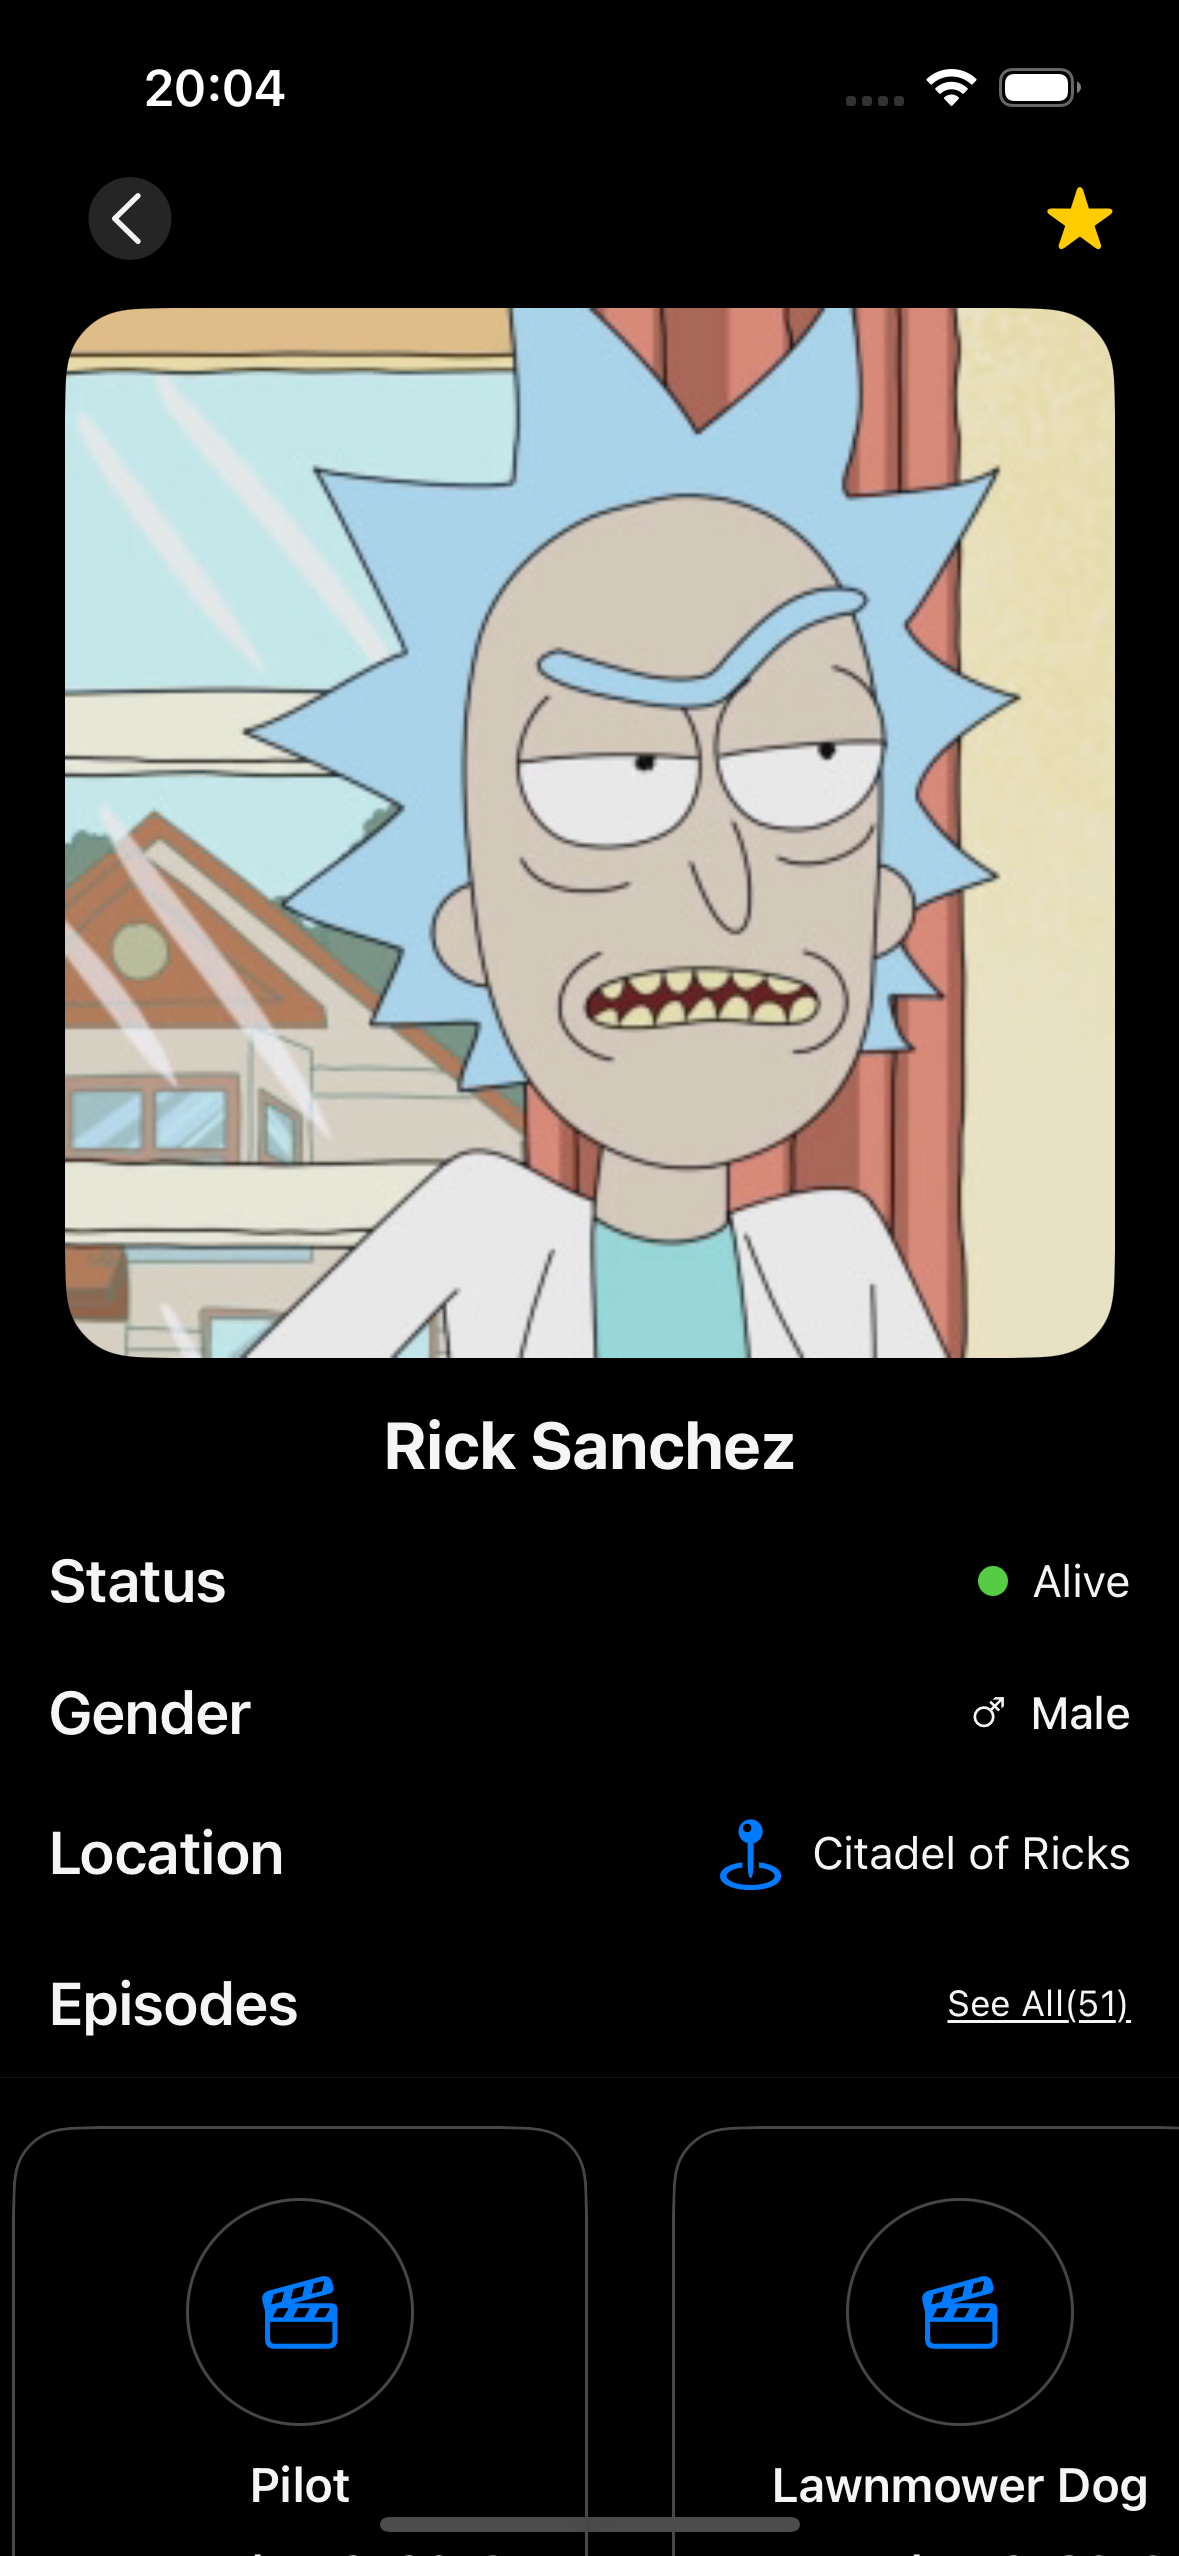 20:04
Rick Sanchez
Status
Alive
Gender
♂ Male
Location
Citadel of Ricks
Episodes
See All(51)
Pilot
Lawnmower Dog